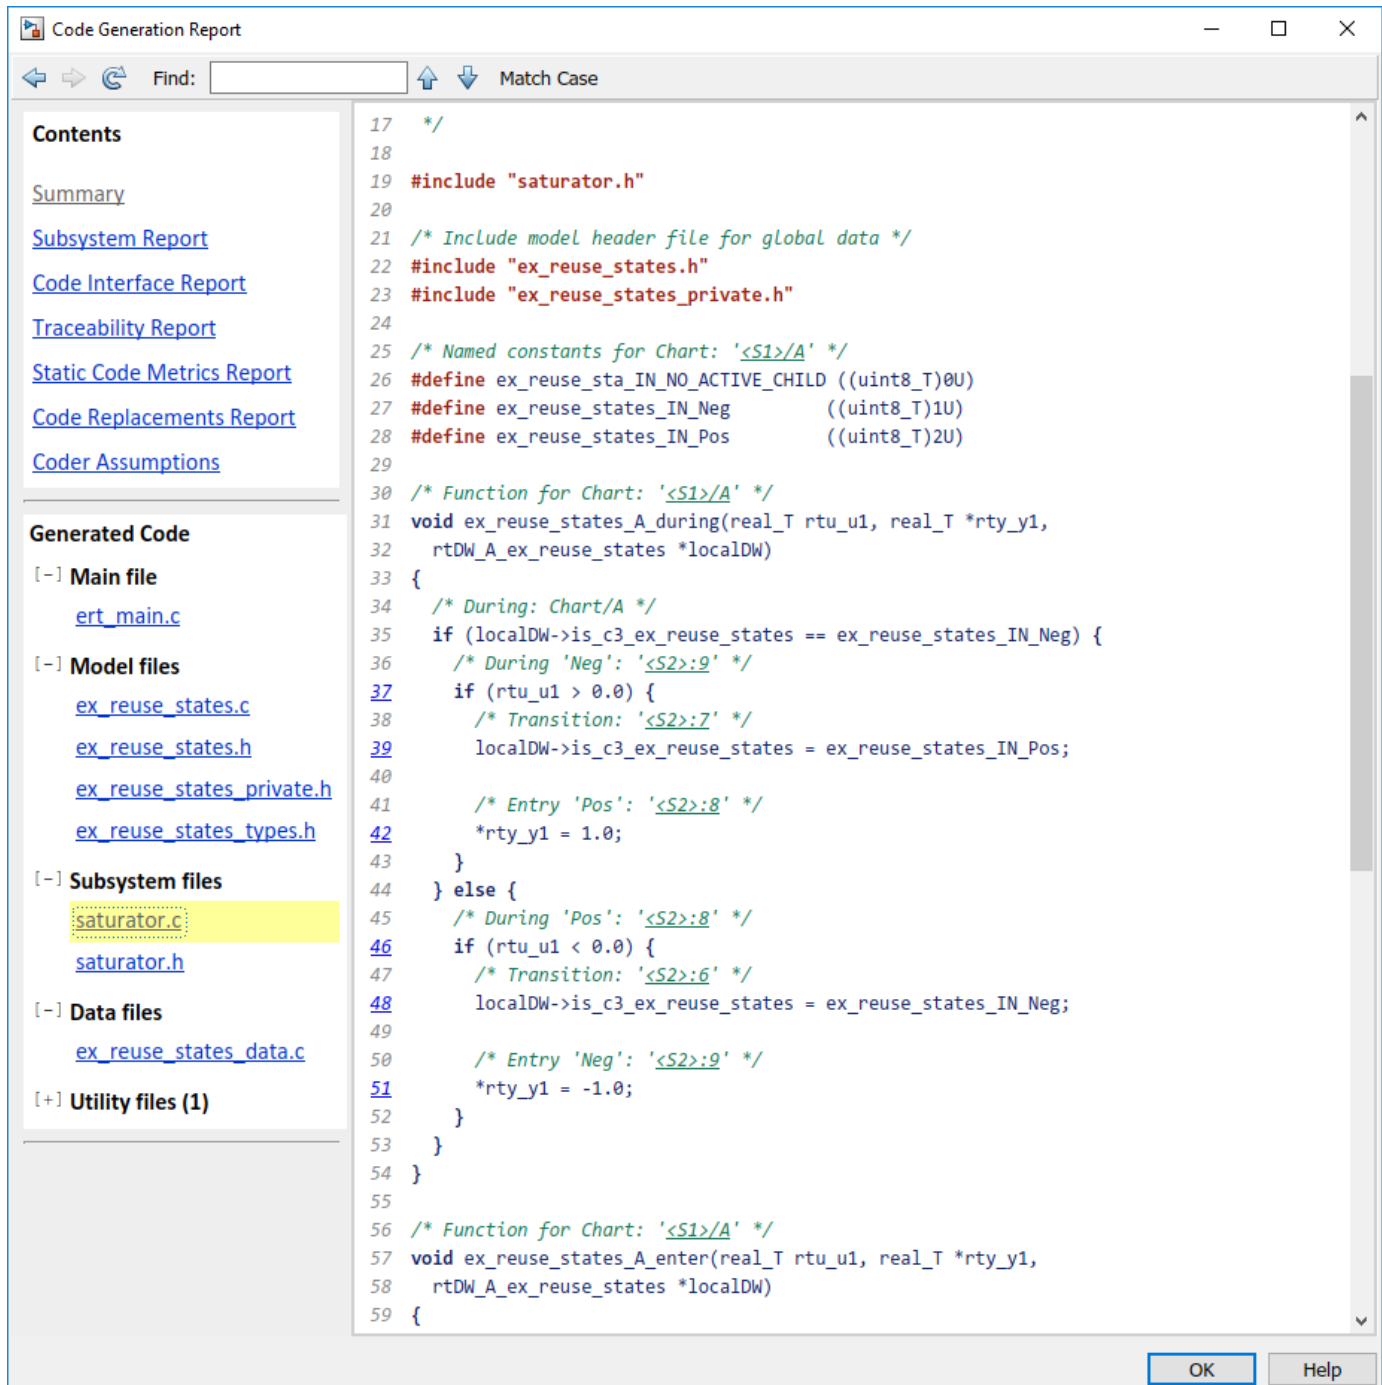 Code Generation Report
Find:
Match Case
Contents
Summary
Subsystem Report
Code Interface Report
Traceability Report
Static Code Metrics Report
Code Replacements Report
Coder Assumptions
Generated Code
[-] Main file
ert_main.c
[-] Model files
ex_reuse_states.c
ex_reuse_states.h
ex_reuse_states_private.h
ex_reuse_states_types.h
[-] Subsystem files
saturator.c
saturator.h
[-] Data files
ex_reuse_states_data.c
[+] Utility files (1)
17  */
18
19 #include "saturator.h"
20
21 /* Include model header file for global data */
22 #include "ex_reuse_states.h"
23 #include "ex_reuse_states_private.h"
24
25 /* Named constants for Chart: '<S1>/A' */
26 #define ex_reuse_sta_IN_NO_ACTIVE_CHILD ((uint8_T)0U)
27 #define ex_reuse_states_IN_Neg         ((uint8_T)1U)
28 #define ex_reuse_states_IN_Pos         ((uint8_T)2U)
29
30 /* Function for Chart: '<S1>/A' */
31 void ex_reuse_states_A_during(real_T rtu_u1, real_T *rty_y1,
32   rtDW_A_ex_reuse_states *localDW)
33 {
34   /* During: Chart/A */
35   if (localDW->is_c3_ex_reuse_states == ex_reuse_states_IN_Neg) {
36     /* During 'Neg': '<S2>:9' */
37     if (rtu_u1 > 0.0) {
38       /* Transition: '<S2>:7' */
39       localDW->is_c3_ex_reuse_states = ex_reuse_states_IN_Pos;
40
41       /* Entry 'Pos': '<S2>:8' */
42       *rty_y1 = 1.0;
43     }
44   } else {
45     /* During 'Pos': '<S2>:8' */
46     if (rtu_u1 < 0.0) {
47       /* Transition: '<S2>:6' */
48       localDW->is_c3_ex_reuse_states = ex_reuse_states_IN_Neg;
49
50       /* Entry 'Neg': '<S2>:9' */
51       *rty_y1 = -1.0;
52     }
53   }
54 }
55
56 /* Function for Chart: '<S1>/A' */
57 void ex_reuse_states_A_enter(real_T rtu_u1, real_T *rty_y1,
58   rtDW_A_ex_reuse_states *localDW)
59 {
OK
Help